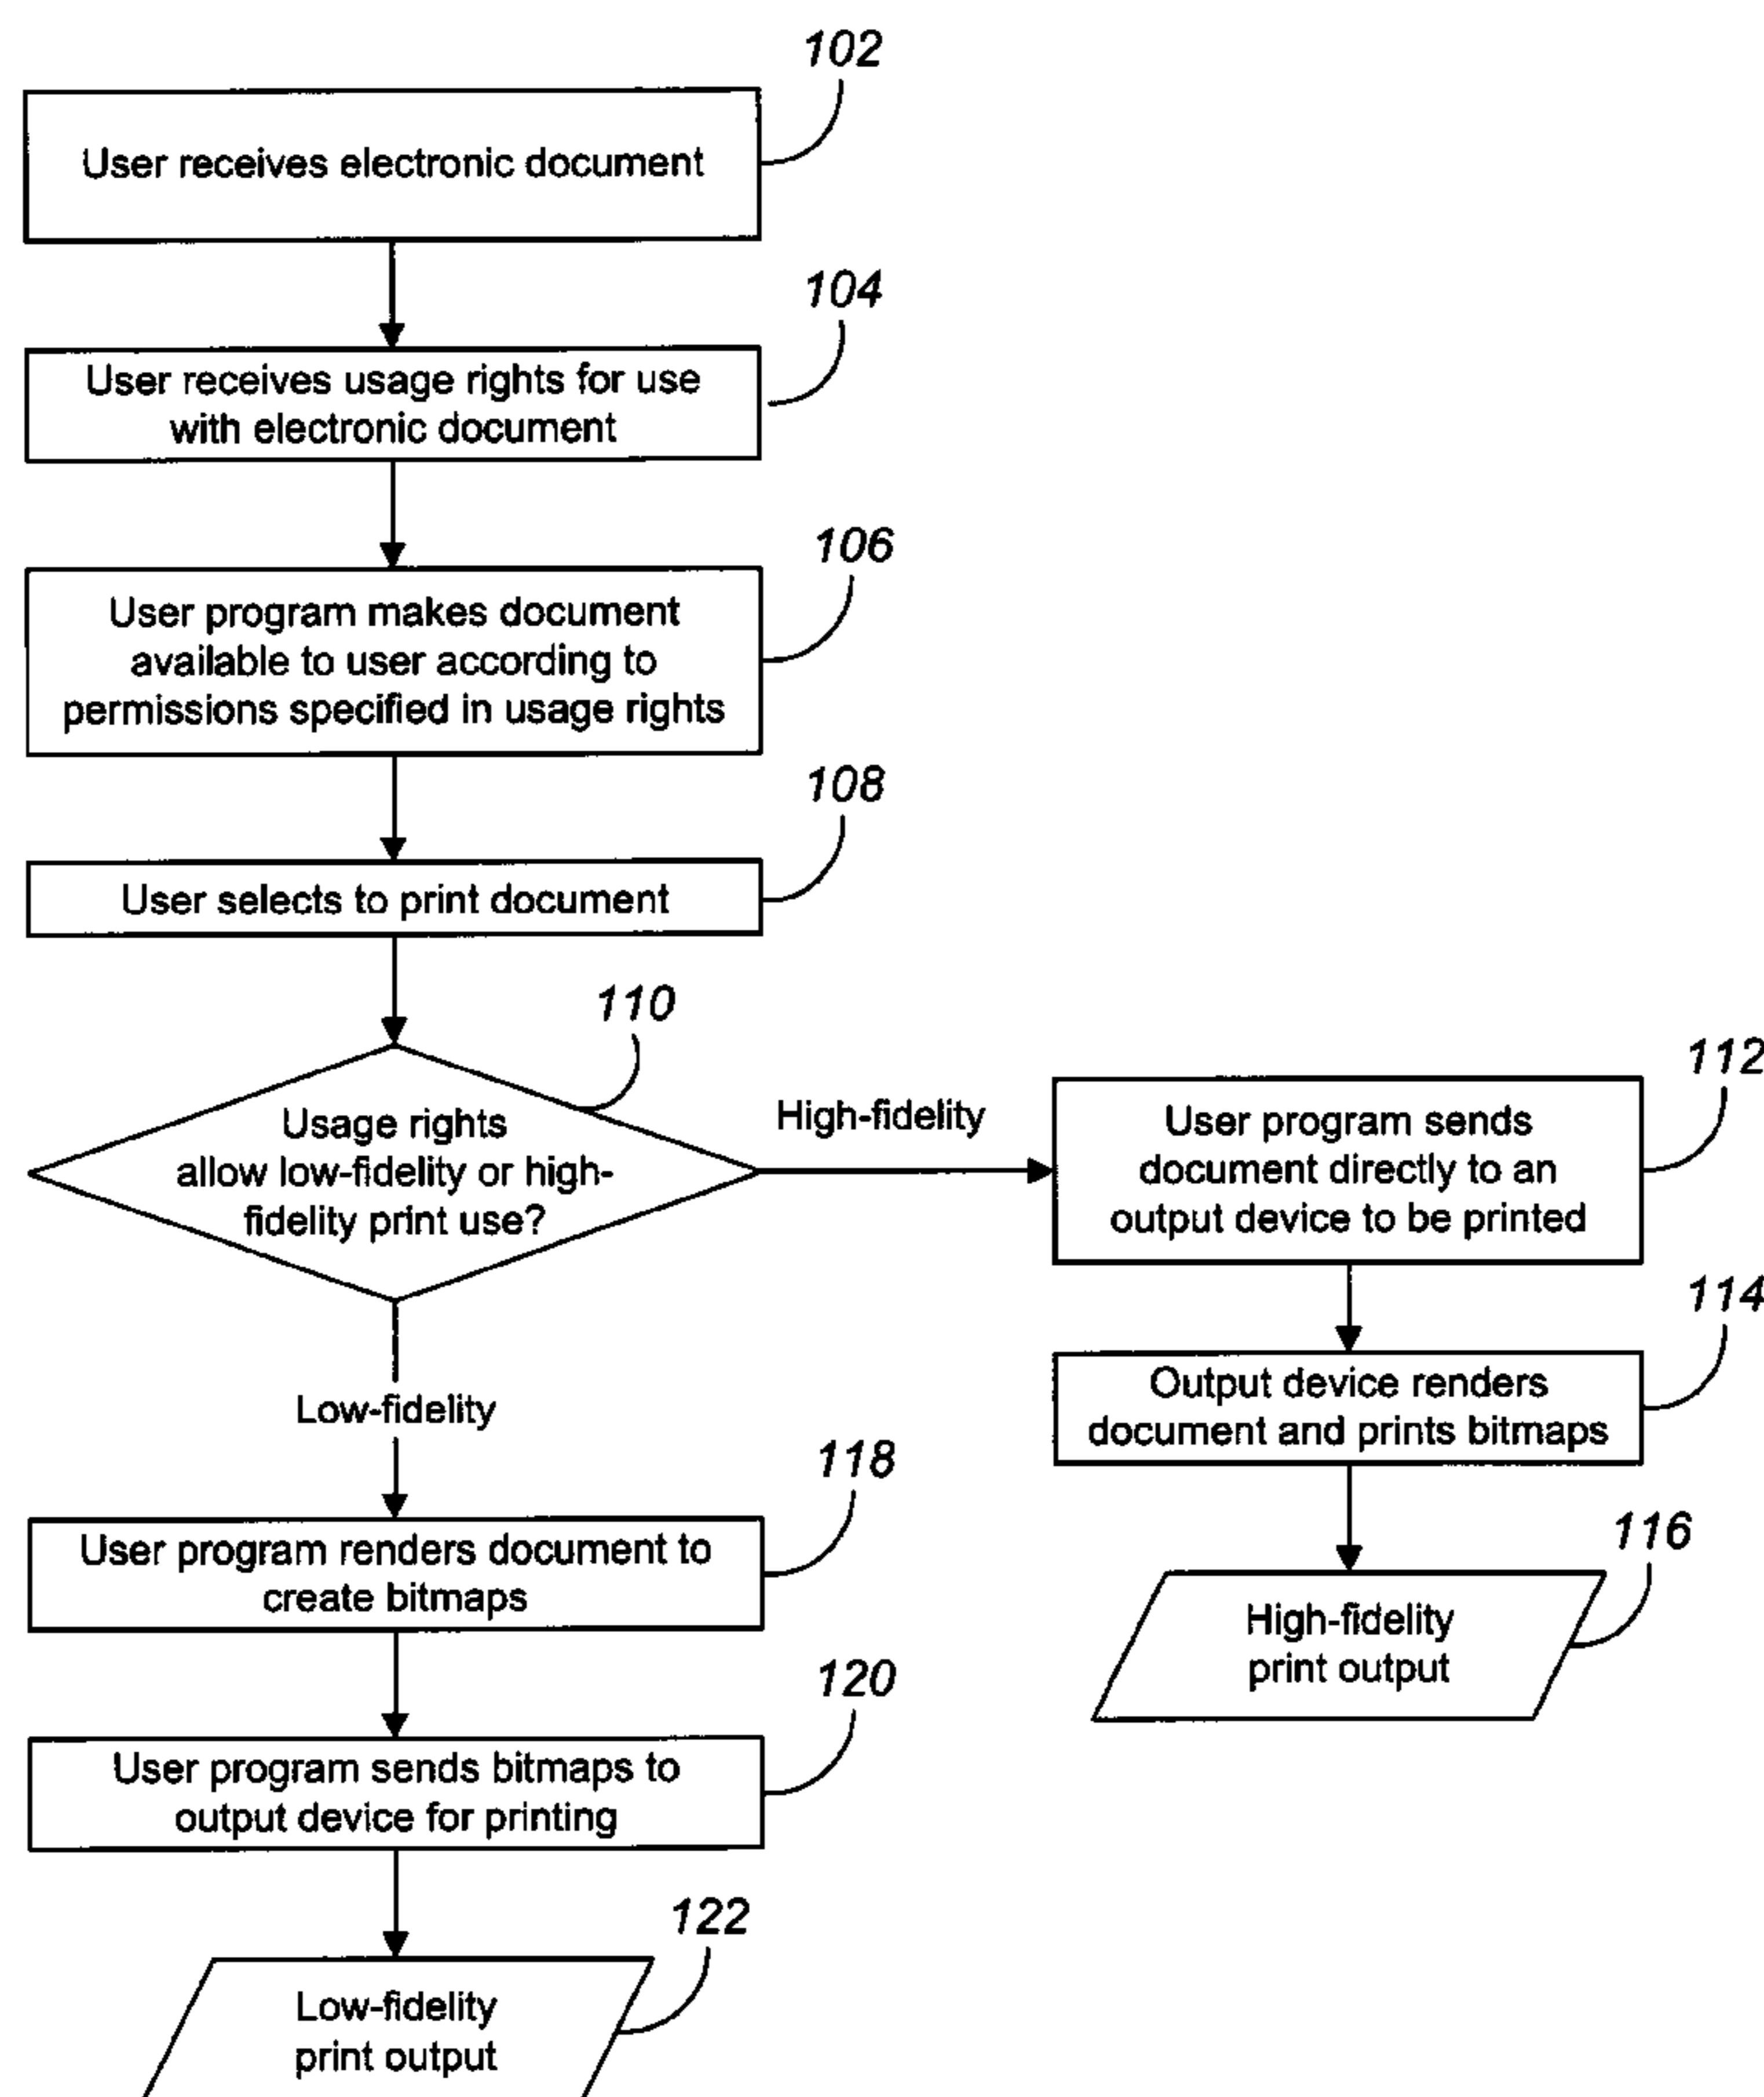 102
User receives electronic document
104
User receives usage rights for use
with electronic document
106
User program makes document
available to user according to
permissions specified in usage rights
108
User selects to print document
110
Usage rights
allow low-fidelity or high-
fidelity print use?
High-fidelity
112
User program sends
document directly to an
output device to be printed
114
Output device renders
document and prints bitmaps
116
High-fidelity
print output
Low-fidelity
118
User program renders document to
create bitmaps
120
User program sends bitmaps to
output device for printing
122
Low-fidelity
print output